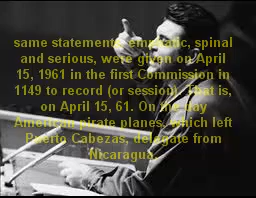 same statements, emphatic, spinal
and serious, were given on April
15, 1961 in the first Commission in
1149 to record (or session). That is,
on April 15, 61. On the day
American pirate planes, which left
Puerto Cabezas, delegate from
Nicaragua.